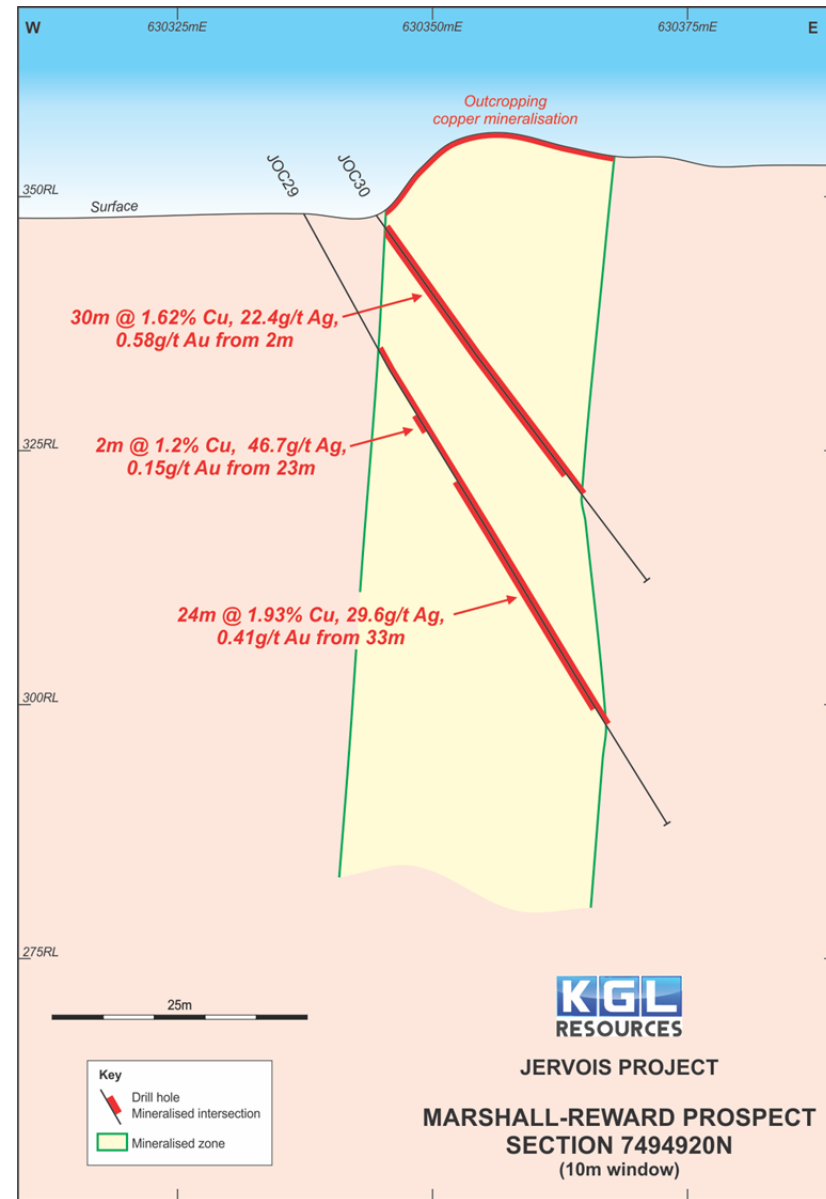 W
630325mE
630350mE
630375mE
E
Outcropping
copper mineralisation
JOC29
JOC30
350RL
Surface
30m @ 1.62% Cu, 22.4g/t Ag,
0.58g/t Au from 2m
325RL
2m @ 1.2% Cu, 46.7g/t Ag,
0.15g/t Au from 23m
24m @ 1.93% Cu, 29.6g/t Ag,
0.41g/t Au from 33m
300RL
275RL
25m
KGL
RESOURCES
JERVOIS PROJECT
Key
Drill hole
Mineralised intersection
Mineralised zone
MARSHALL-REWARD PROSPECT
SECTION 7494920N
(10m window)